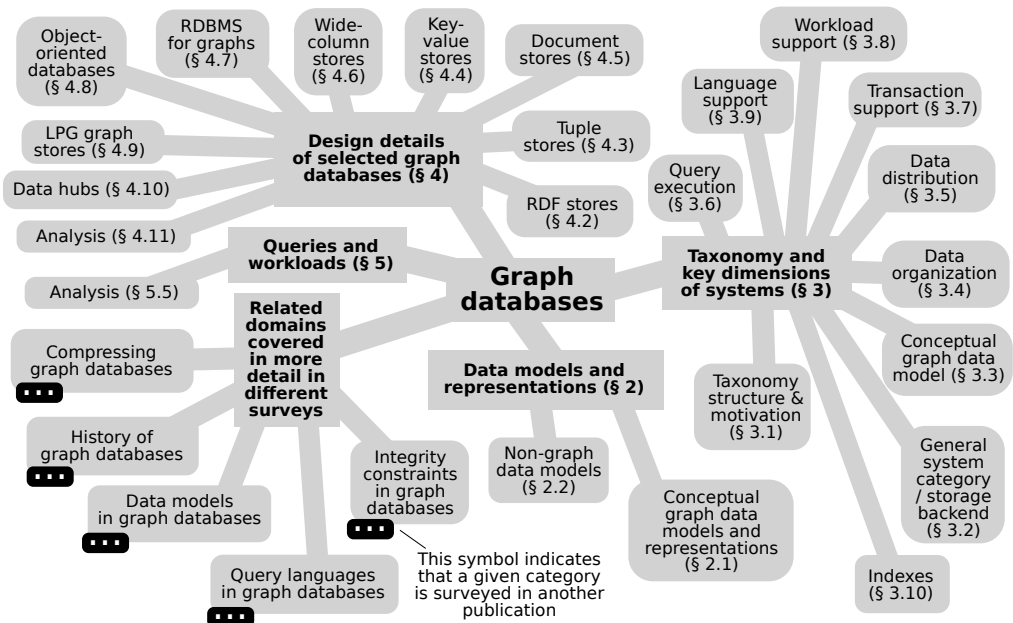 Object-
oriented
databases
(§ 4.8)
RDBMS
for graphs
(§ 4.7)
Wide-
column
stores
(§ 4.6)
Key-
value
stores
(§ 4.4)
Document
stores (§ 4.5)
LPG graph
stores (§ 4.9)
Data hubs (§ 4.10)
Analysis (§ 4.11)
Design details
of selected graph
databases (§ 4)
Tuple
stores (§ 4.3)
RDF stores
(§ 4.2)
Workload
support (§ 3.8)
Language
support
(§ 3.9)
Transaction
support (§ 3.7)
Query
execution
(§ 3.6)
Data
distribution
(§ 3.5)
Taxonomy and
key dimensions
of systems (§ 3)
Data
organization
(§ 3.4)
Conceptual
graph data
model (§ 3.3)
Taxonomy
structure &
motivation
(§ 3.1)
General
system
category
/ storage
backend
(§ 3.2)
Indexes
(§ 3.10)
Queries and
workloads (§ 5)
Analysis (§ 5.5)
Graph
databases
Related
domains
covered
in more
detail in
different
surveys
Compressing
graph databases
...
History of
graph databases
...
Data models
in graph databases
...
Query languages
in graph databases
...
Integrity
constraints
in graph
databases
...
Data models and
representations (§ 2)
Non-graph
data models
(§ 2.2)
Conceptual
graph data
models and
representations
(§ 2.1)
This symbol indicates
that a given category
is surveyed in another
publication